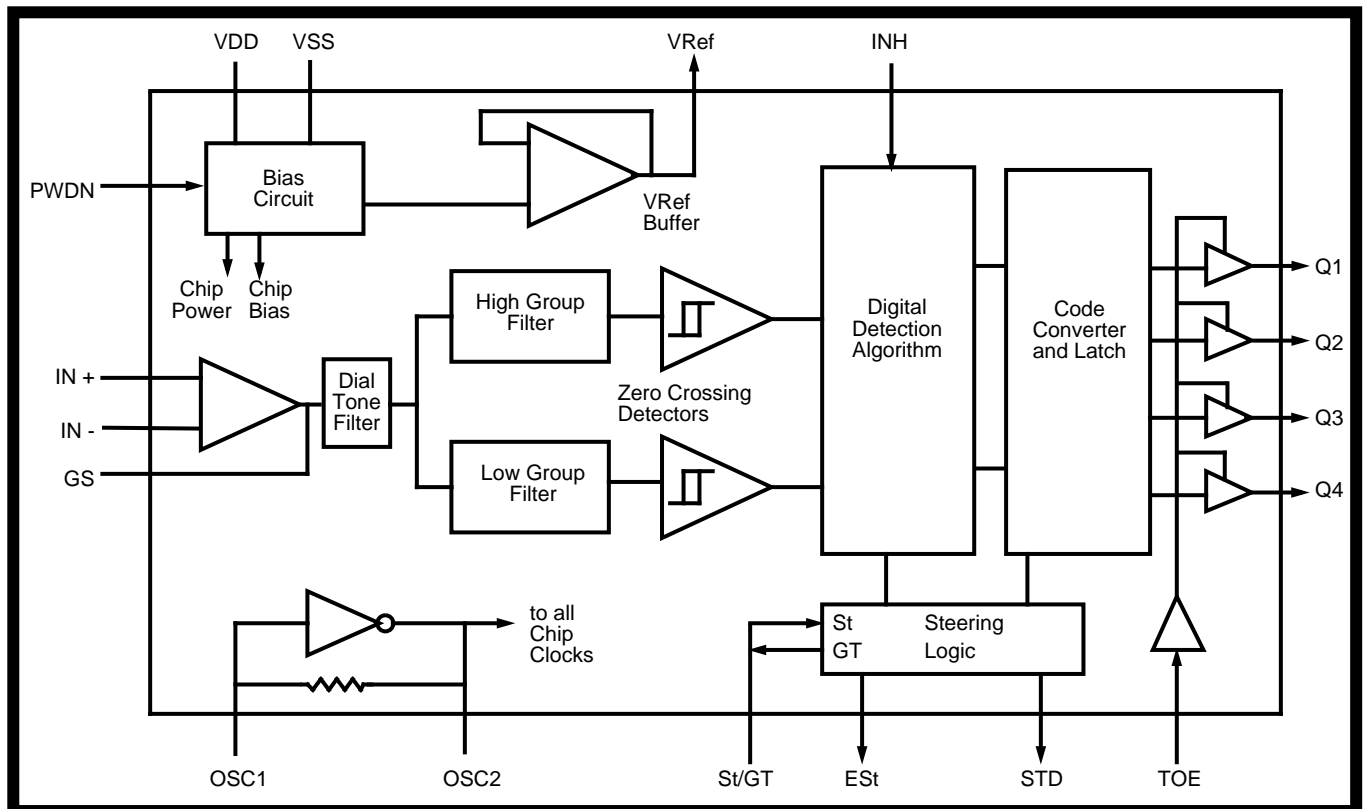 VDD
VSS
VRef
INH
PWDN
Bias
Circuit
VRef
Buffer
Chip
Power
Chip
Bias
High Group
Filter
Digital
Detection
Algorithm
Code
Converter
and Latch
Q1
Q2
Q3
Q4
IN +
IN -
GS
Dial
Tone
Filter
Zero Crossing
Detectors
Low Group
Filter
to all
Chip
Clocks
St
Steering
GT
Logic
OSC1
OSC2
St/GT
ESt
STD
TOE